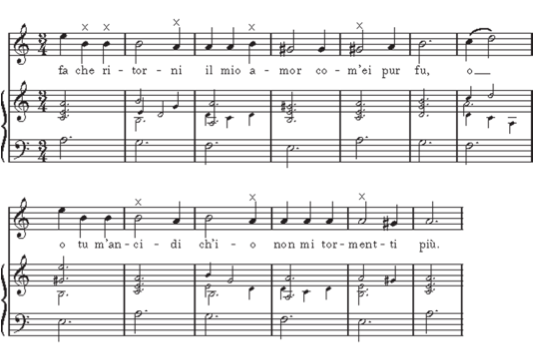 x x x x x x
fa che ri - tor - ni il mio a - mor co - m'ei pur fu, o
x x x
o tu m'an - ci - di ch'i - o non mi tor - ment - ti più.